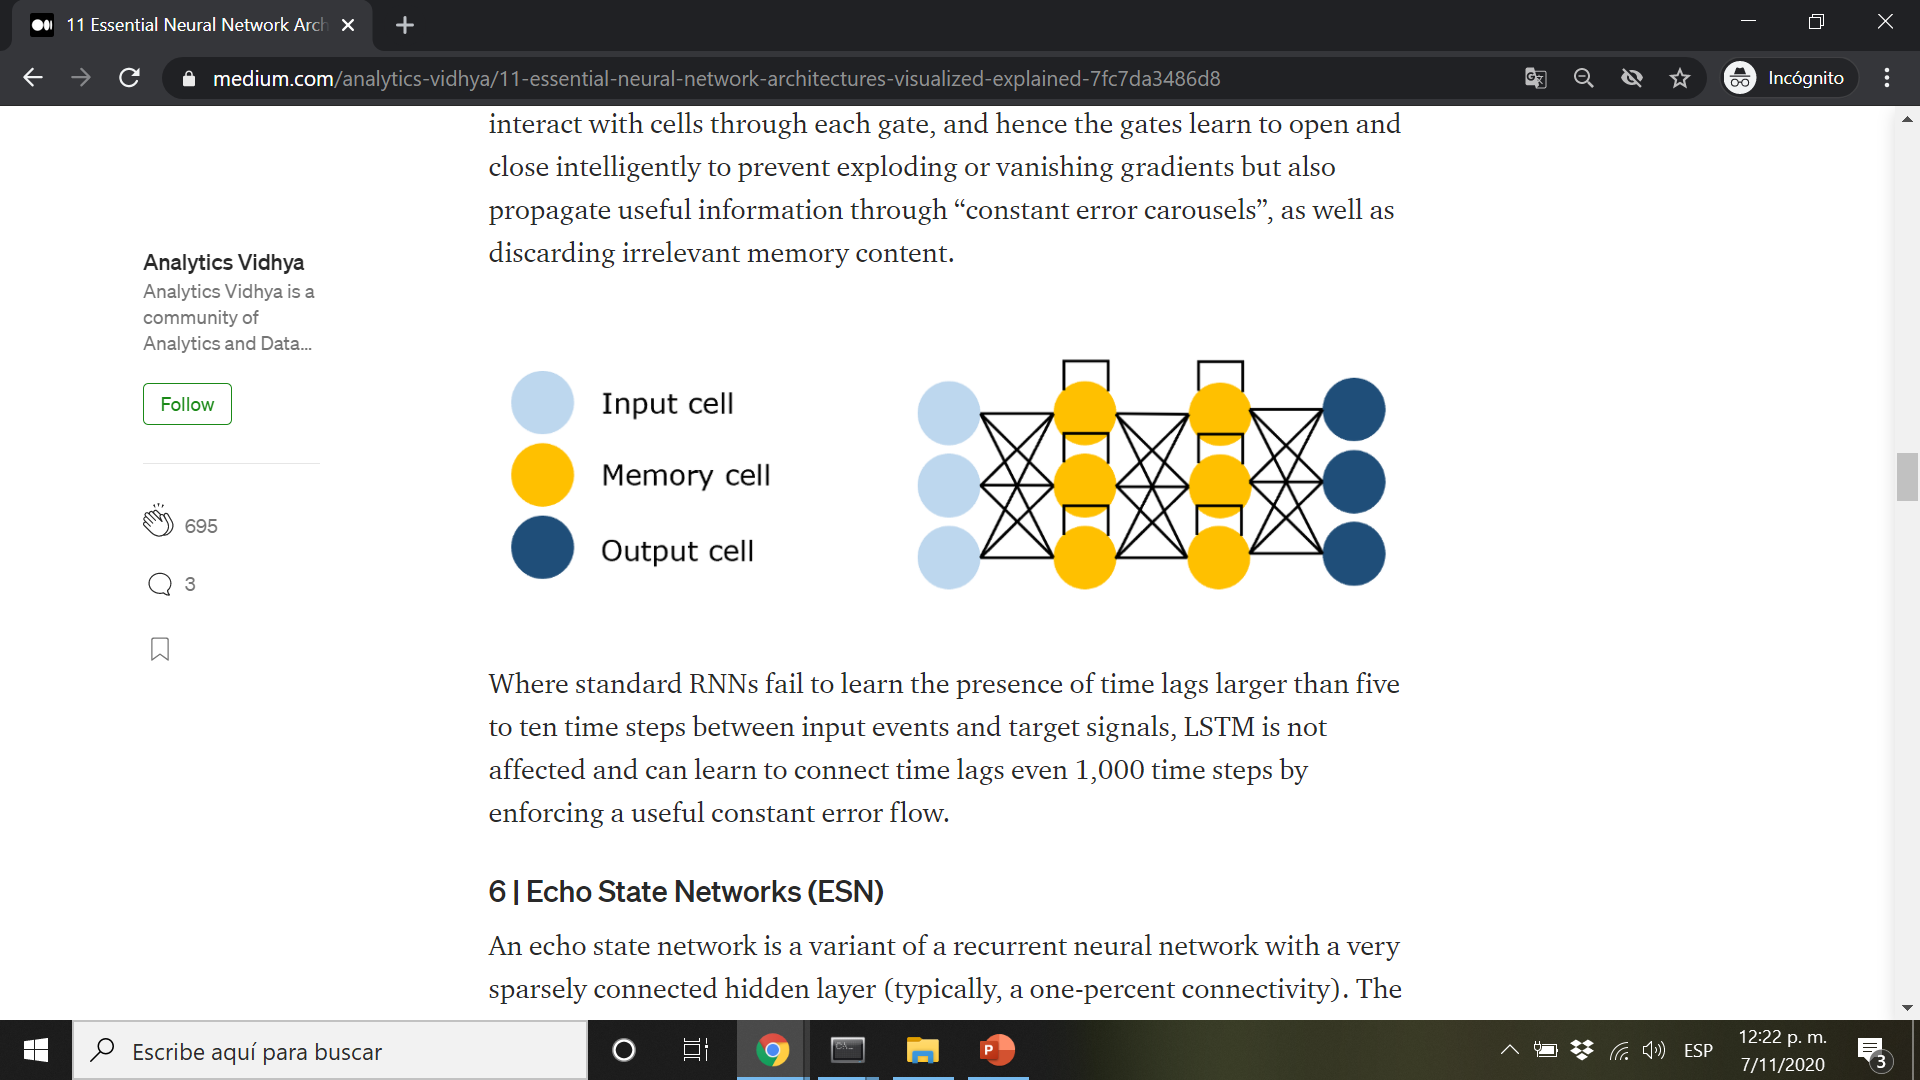 11 Essential Neural Network Arch
medium.com/analytics-vidhya/11-essential-neural-network-architectures-visualized-explained-7fc7da3486d8
Incógnito
interact with cells through each gate, and hence the gates learn to open and
close intelligently to prevent exploding or vanishing gradients but also
propagate useful information through “constant error carousels”, as well as
discarding irrelevant memory content.
Analytics Vidhya
Analytics Vidhya is a
community of
Analytics and Data...
Follow
695
3
Input cell
Memory cell
Output cell
Where standard RNNs fail to learn the presence of time lags larger than five
to ten time steps between input events and target signals, LSTM is not
affected and can learn to connect time lags even 1,000 time steps by
enforcing a useful constant error flow.
6 | Echo State Networks (ESN)
An echo state network is a variant of a recurrent neural network with a very
sparsely connected hidden layer (typically, a one-percent connectivity). The
Escribe aquí para buscar
ESP
12:22 p. m.
7/11/2020
3